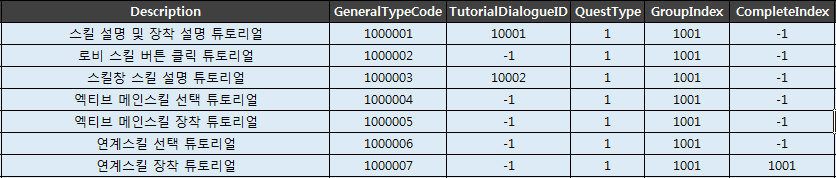 Description GeneralTypeCode TutorialDialogueID QuestType GroupIndex CompleteIndex
스킬 설명 및 장착 설명 튜토리얼 1000001 10001 1 1001 -1
로비 스킬 버튼 클릭 튜토리얼 1000002 -1 1 1001 -1
스킬창 스킬 설명 튜토리얼 1000003 10002 1 1001 -1
엑티브 메인스킬 선택 튜토리얼 1000004 -1 1 1001 -1
엑티브 메인스킬 장착 튜토리얼 1000005 -1 1 1001 -1
연계스킬 선택 튜토리얼 1000006 -1 1 1001 -1
연계스킬 장착 튜토리얼 1000007 -1 1 1001 1001